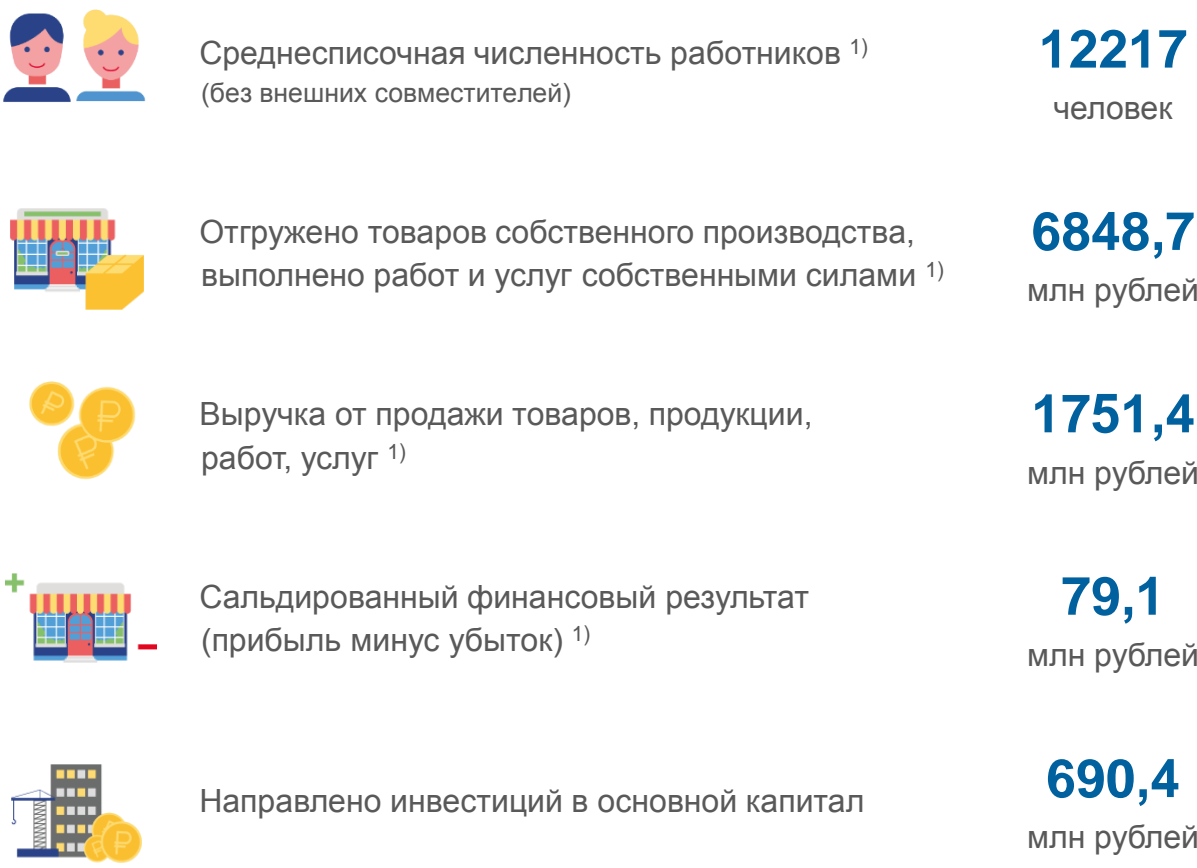 Среднесписочная численность работников 1)
(без внешних совместителей)
12217
человек
Отгружено товаров собственного производства,
выполнено работ и услуг собственными силами 1)
6848,7
млн рублей
Выручка от продажи товаров, продукции,
работ, услуг 1)
1751,4
млн рублей
Сальдированный финансовый результат
(прибыль минус убыток) 1)
79,1
млн рублей
Направлено инвестиций в основной капитал
690,4
млн рублей